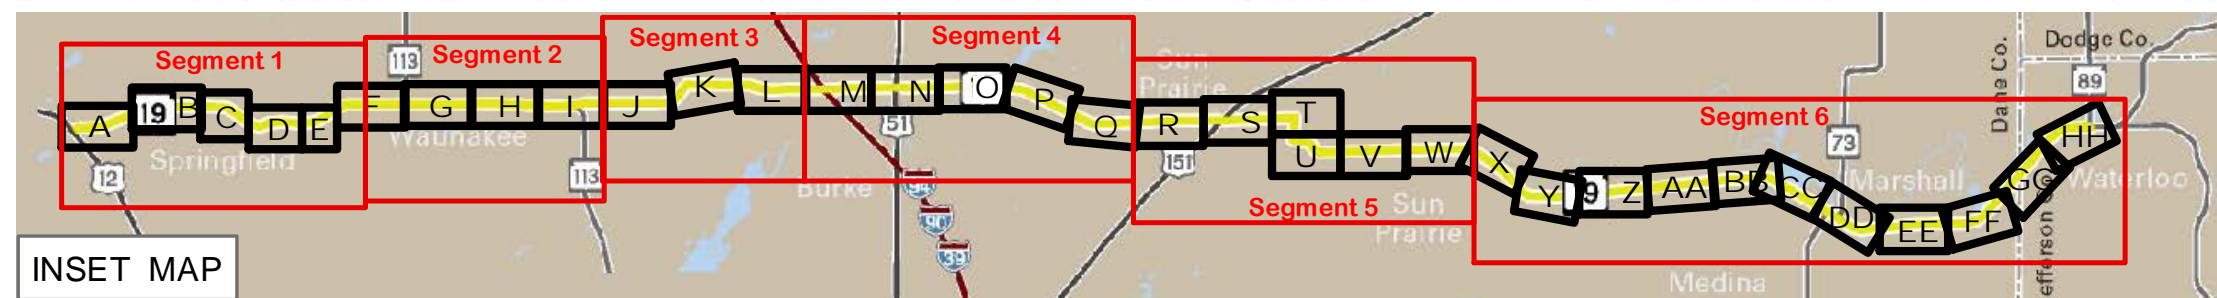 Segment 1
Segment 2
Segment 3
Segment 4
Segment 5
Segment 6
A
19
B
C
D
E
F
G
H
I
J
K
L
M
N
O
P
Q
R
S
T
U
V
W
X
Y
9
Z
AA
BB
CC
DD
EE
FF
GG
HH
113
113
12
51
94
90
39
151
73
89
Springfield
Waunakee
Burke
Sun
Prairie
Sun
Prairie
Marshall
Medina
Waterloo
Dane Co.
Dodge Co.
efferson
INSET MAP